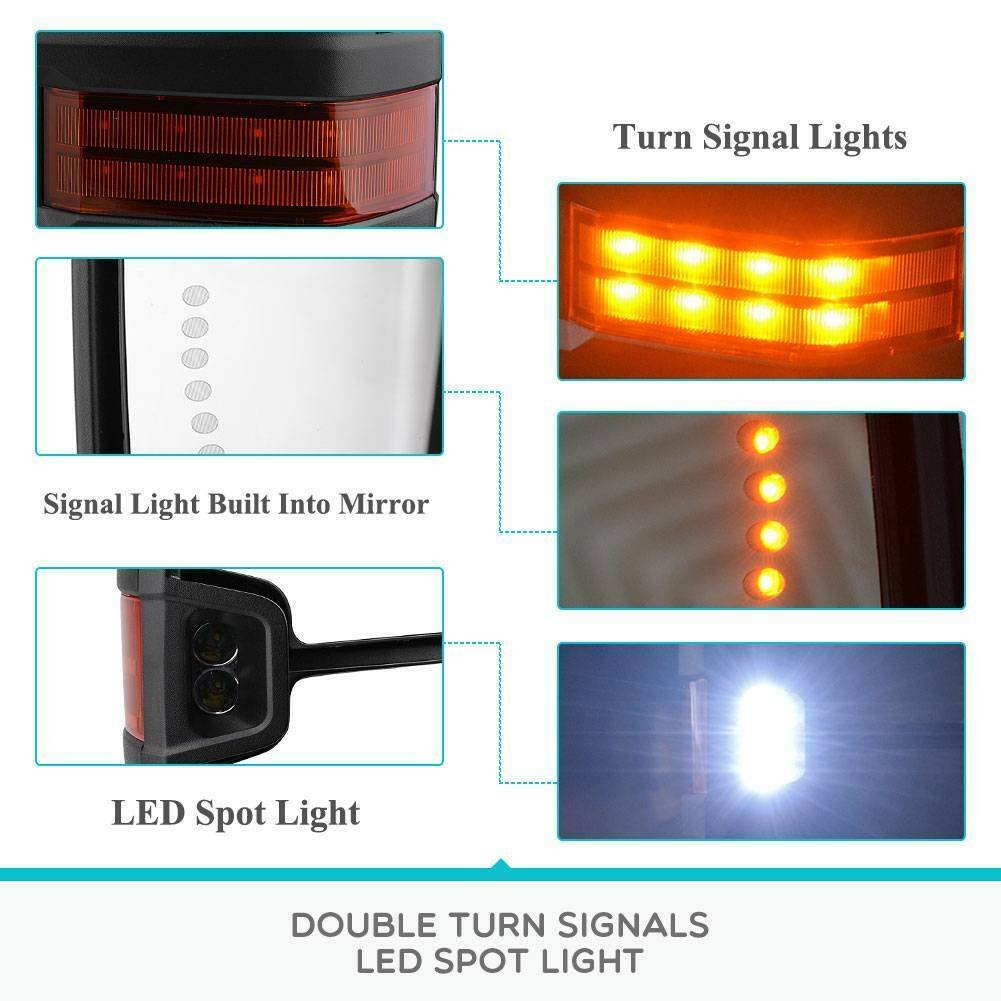 Turn Signal Lights
Signal Light Built Into Mirror
LED Spot Light
DOUBLE TURN SIGNALS
LED SPOT LIGHT